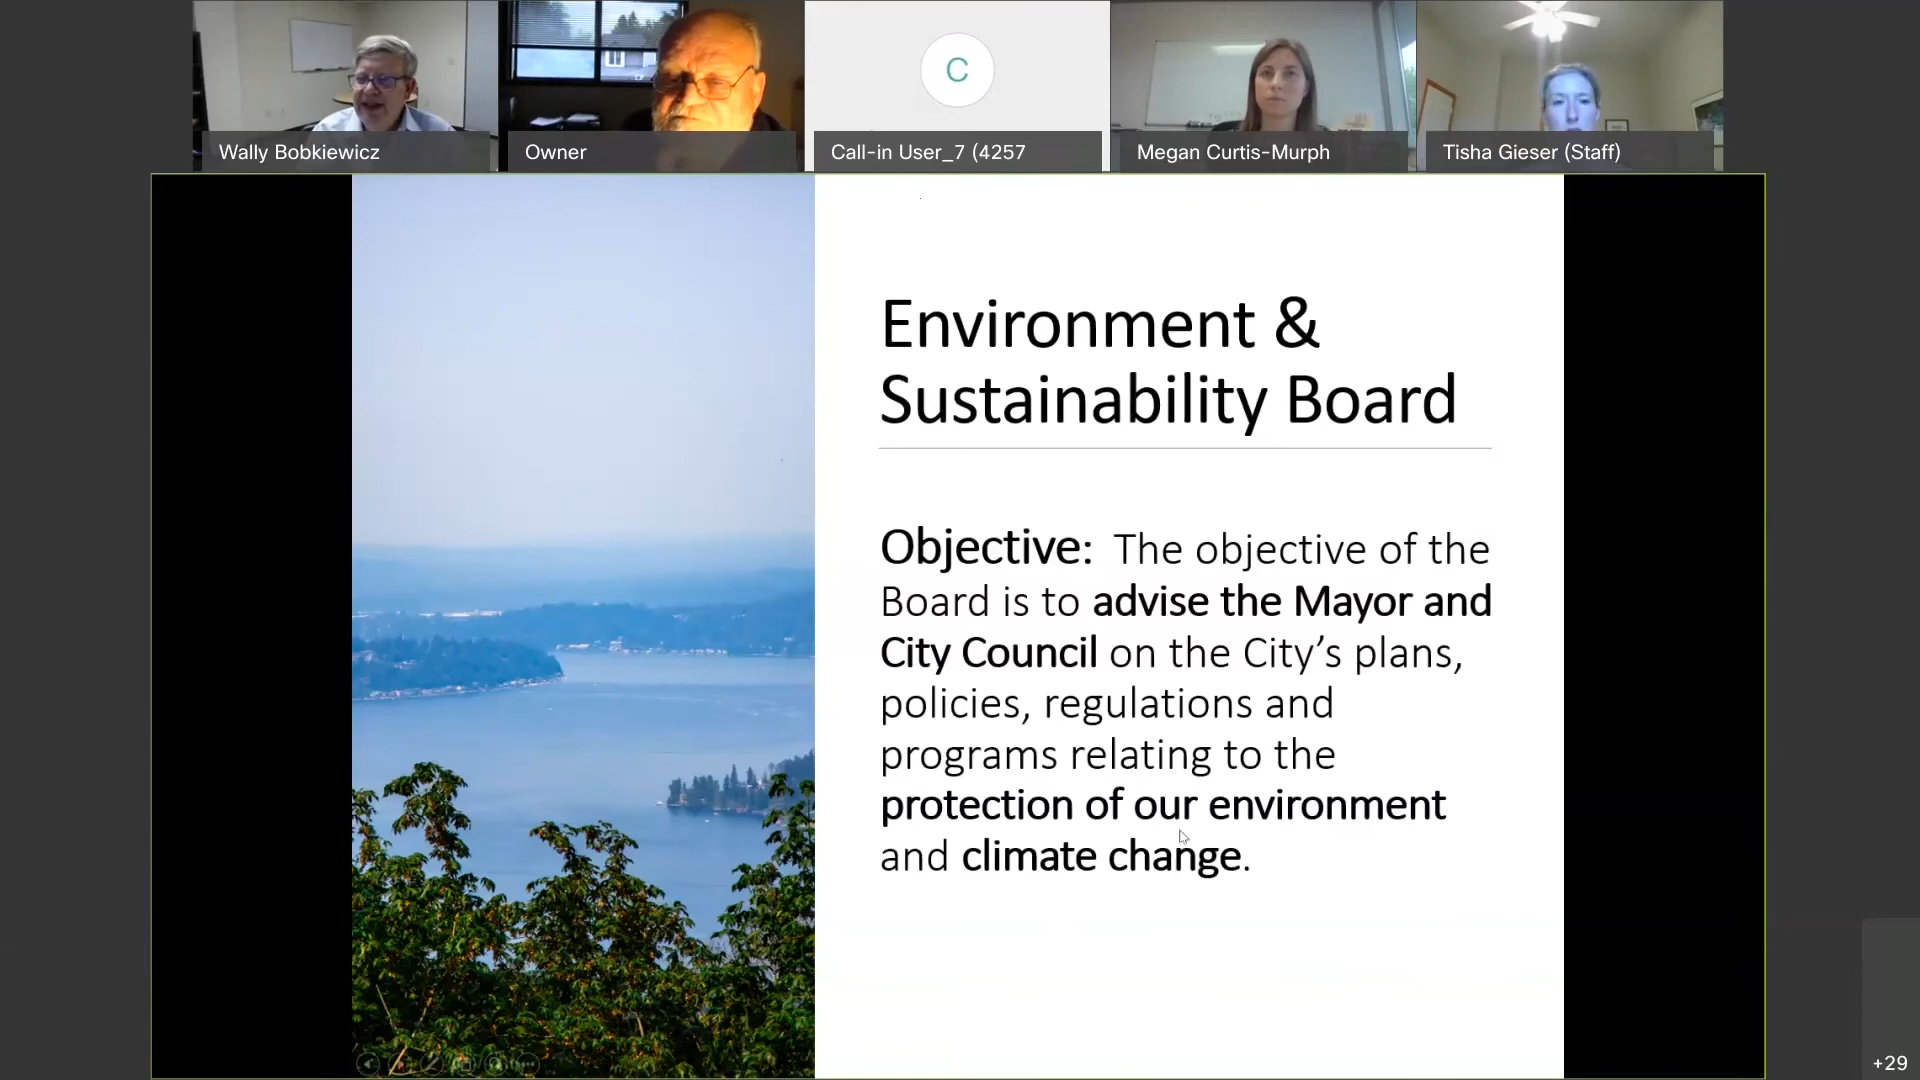 Wally Bobkiewicz
Owner
C
Call-in User_7 (4257
Megan Curtis-Murph
Tisha Gieser (Staff)
Environment &
Sustainability Board
Objective: The objective of the
Board is to advise the Mayor and
City Council on the City’s plans,
policies, regulations and
programs relating to the
protection of our environment
and climate change.
+29